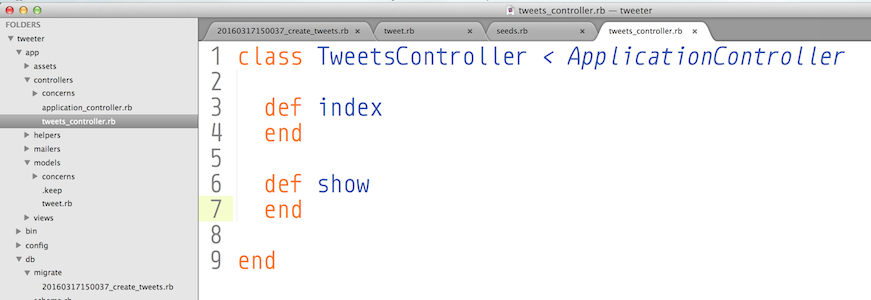 tweets_controller.rb — tweeter
FOLDERS
tweeter
app
assets
controllers
concerns
application_controller.rb
tweets_controller.rb
helpers
mailers
models
concerns
.keep
tweet.rb
views
bin
config
db
migrate
20160317150037_create_tweets.rb
20160317150037_create_tweets.rb × tweet.rb × seeds.rb × tweets_controller.rb ×
1 class TweetsController < ApplicationController
2
3 def index
4 end
5
6 def show
7 end
8
9 end